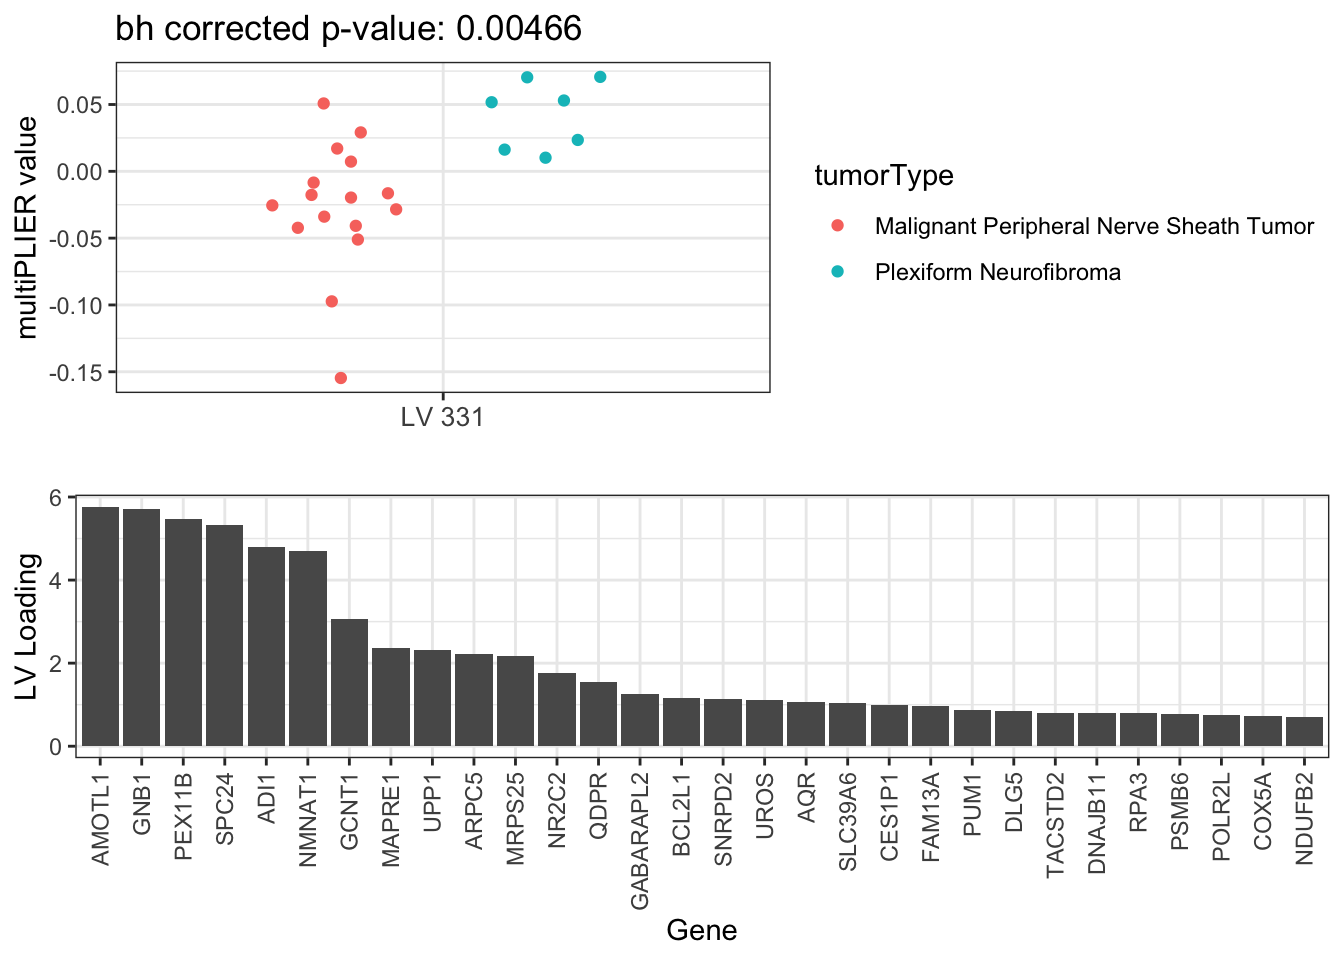 bh corrected p-value: 0.00466
multiPLIER value
0.05
0.00
-0.05
-0.10
-0.15
LV 331
tumorType
Malignant Peripheral Nerve Sheath Tumor
Plexiform Neurofibroma
LV Loading
6
4
2
0
AMOTL1
GNB1
PEX11B
SPC24
ADI1
NMNAT1
GCNT1
MAPRE1
UPP1
ARPC5
MRPS25
NR2C2
QDPR
GABARAPL2
BCL2L1
SNRPD2
UROS
AQR
SLC39A6
CES1P1
FAM13A
PUM1
DLG5
TACSTD2
DNAJB11
RPA3
PSMB6
POLR2L
COX5A
NDUFB2
Gene